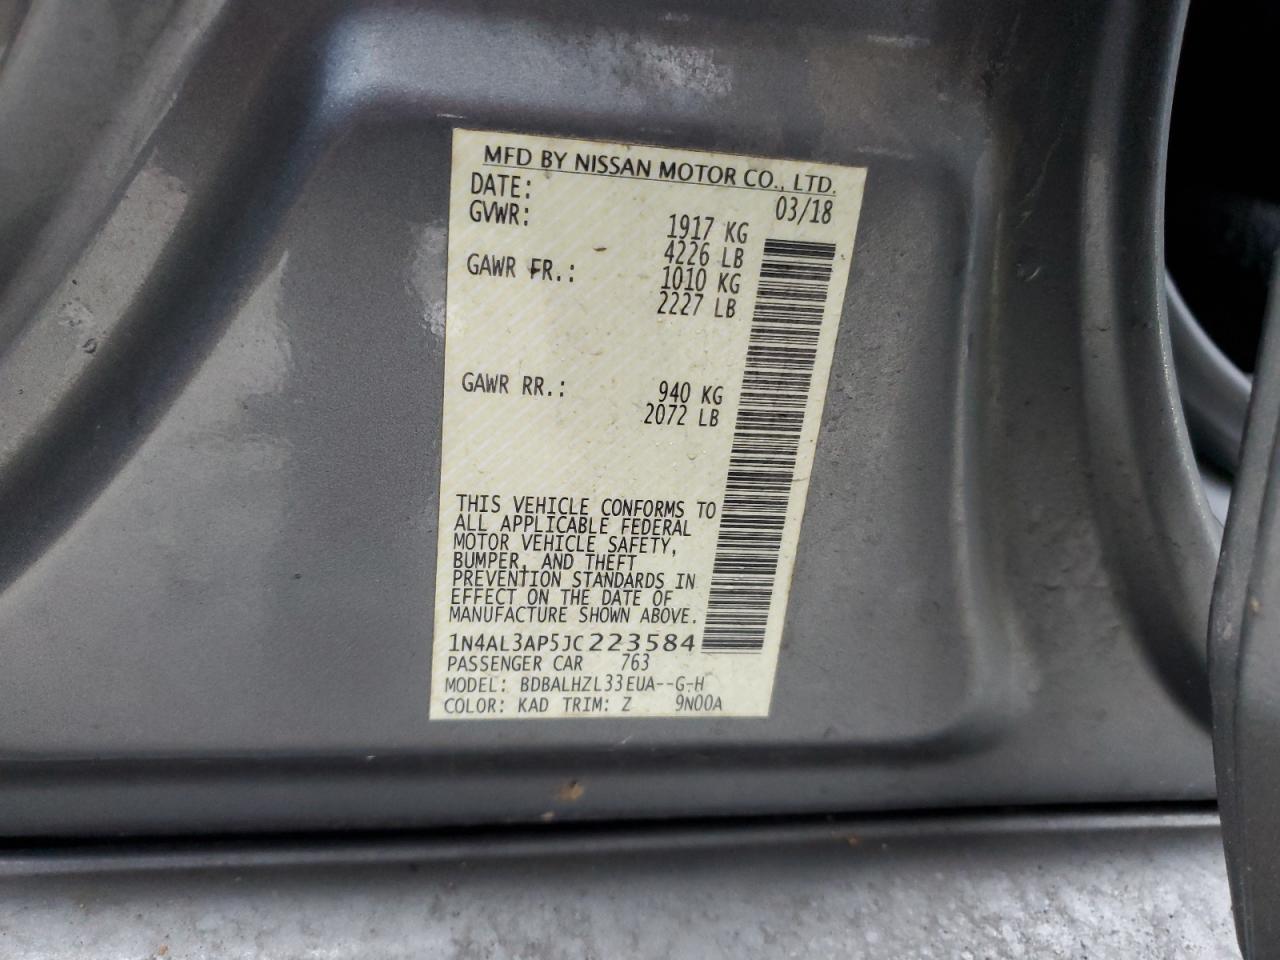 MFD BY NISSAN MOTOR CO., LTD.
DATE: 03/18
GVWR: 1917 KG
4226 LB
GAWR FR.: 1010 KG
2227 LB
GAWR RR.: 940 KG
2072 LB
THIS VEHICLE CONFORMS TO
ALL APPLICABLE FEDERAL
MOTOR VEHICLE SAFETY,
BUMPER, AND THEFT
PREVENTION STANDARDS IN
EFFECT ON THE DATE OF
MANUFACTURE SHOWN ABOVE.
1N4AL3AP5JC223584
PASSENGER CAR 763
MODEL: BDBALHZL33EUA--G-H
COLOR: KAD TRIM: Z 9N00A